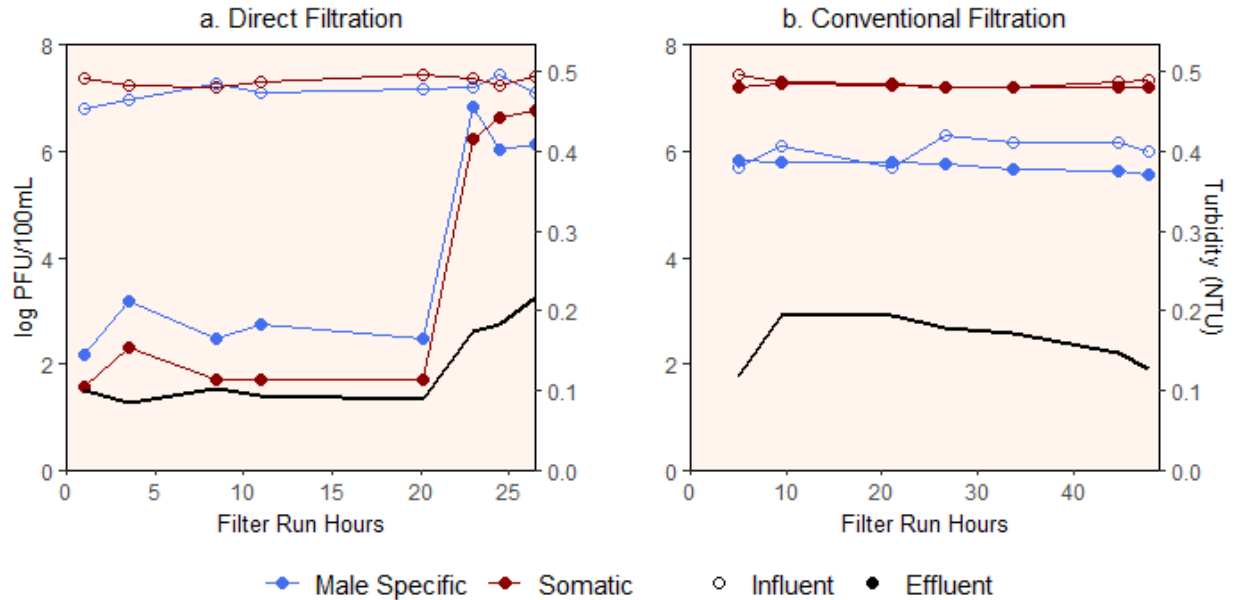 a. Direct Filtration
b. Conventional Filtration
8
6
4
2
0
log PFU/100mL
0.5
0.4
0.3
0.2
0.1
0.0
0 5 10 15 20 25
Filter Run Hours
8
6
4
2
0
0.5
0.4
0.3
0.2
0.1
0.0
Turbidity (NTU)
0 10 20 30 40
Filter Run Hours
Male Specific Somatic Influent Effluent